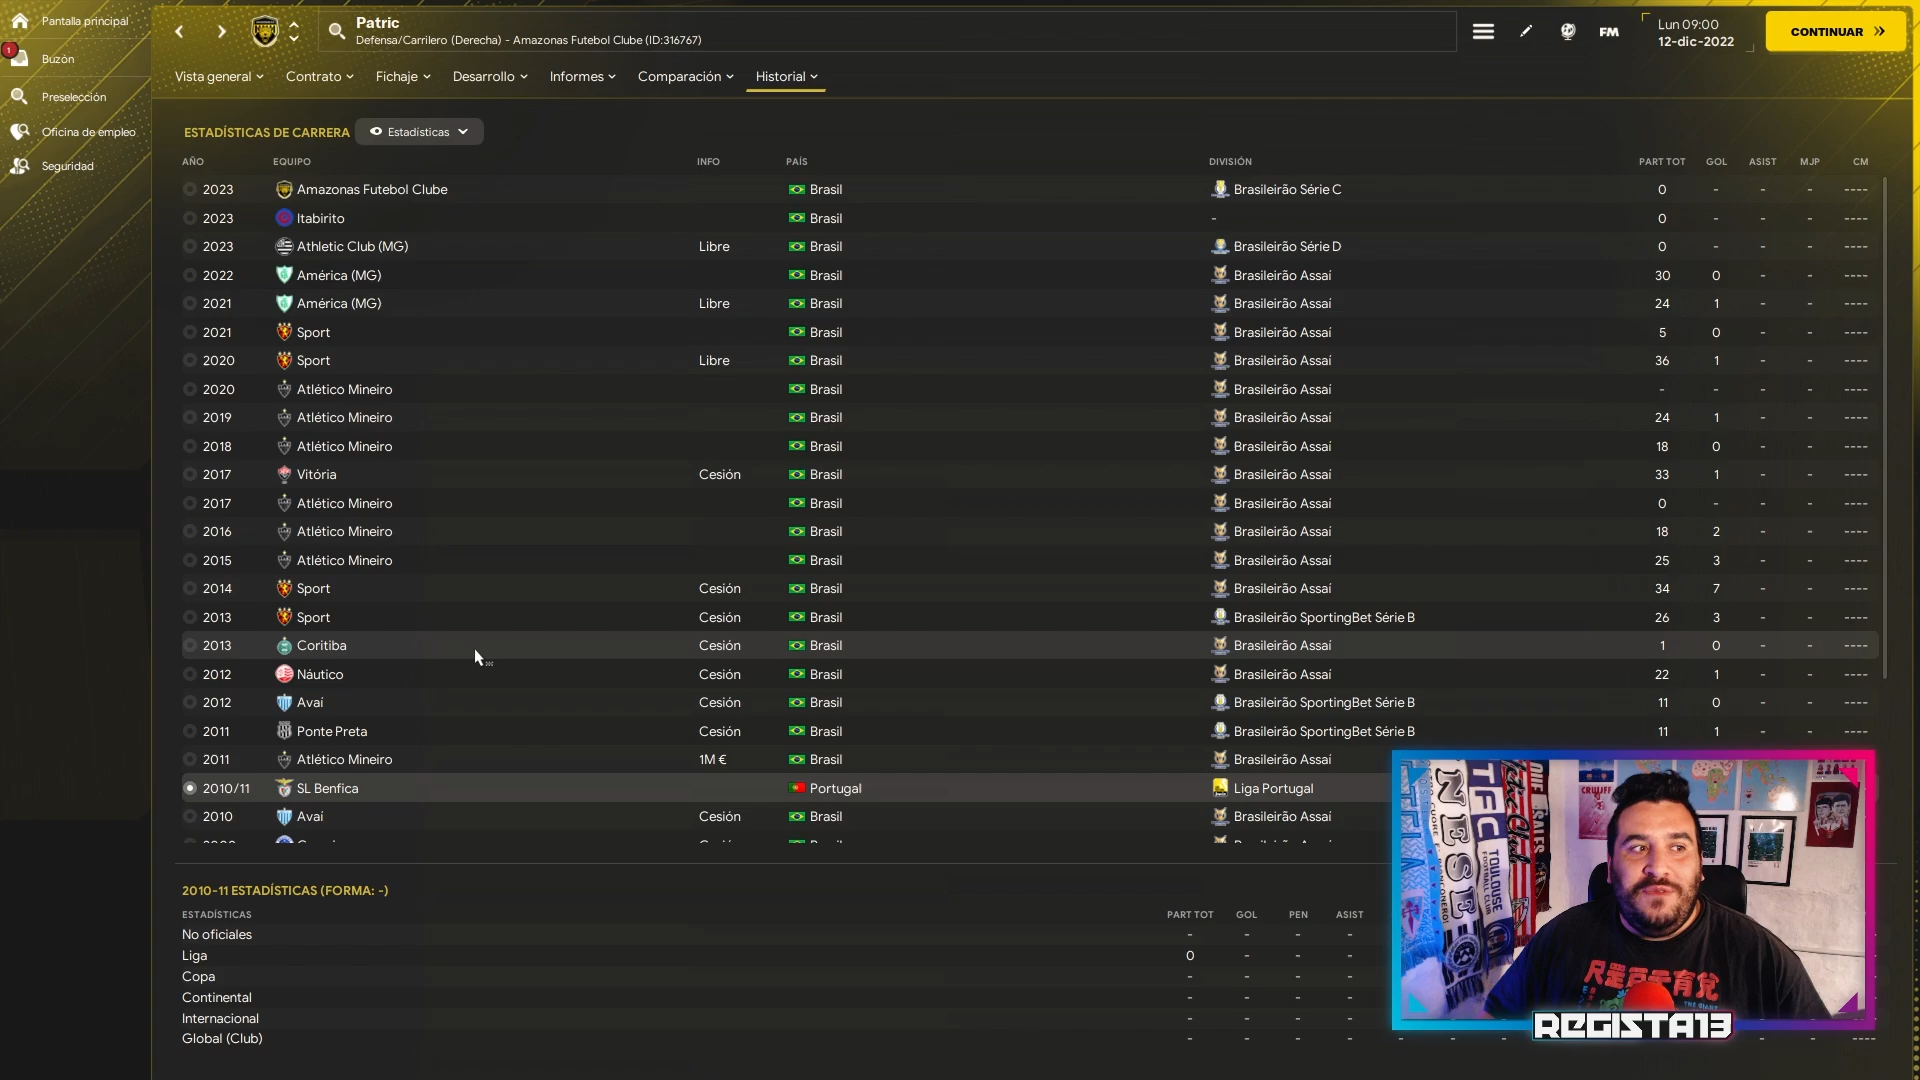 Pantalla principal
1
Buzón
Preselección
Oficina de empleo
Seguridad
Patric
Defensa/Carrilero (Derecha) - Amazonas Futebol Clube (ID:316767)
FM
Lun 09:00
12-dic-2022
CONTINUAR
Vista general
Contrato
Fichaje
Desarrollo
Informes
Comparación
Historial
ESTADÍSTICAS DE CARRERA
Estadísticas
AÑO EQUIPO INFO PAÍS DIVISIÓN PART TOT GOL ASIST MJP CM
2023 Amazonas Futebol Clube Brasil Brasileirão Série C 0 - - - ----
2023 Itabirito Brasil - 0 - - - ----
2023 Athletic Club (MG) Libre Brasil Brasileirão Série D 0 - - - ----
2022 América (MG) Brasil Brasileirão Assaí 30 0 - - ----
2021 América (MG) Libre Brasil Brasileirão Assaí 24 1 - - ----
2021 Sport Brasil Brasileirão Assaí 5 0 - - ----
2020 Sport Libre Brasil Brasileirão Assaí 36 1 - - ----
2020 Atlético Mineiro Brasil Brasileirão Assaí - - - - ----
2019 Atlético Mineiro Brasil Brasileirão Assaí 24 1 - - ----
2018 Atlético Mineiro Brasil Brasileirão Assaí 18 0 - - ----
2017 Vitória Cesión Brasil Brasileirão Assaí 33 1 - - ----
2017 Atlético Mineiro Brasil Brasileirão Assaí 0 - - - ----
2016 Atlético Mineiro Brasil Brasileirão Assaí 18 2 - - ----
2015 Atlético Mineiro Brasil Brasileirão Assaí 25 3 - - ----
2014 Sport Cesión Brasil Brasileirão Assaí 34 7 - - ----
2013 Sport Cesión Brasil Brasileirão SportingBet Série B 26 3 - - ----
2013 Coritiba Cesión Brasil Brasileirão Assaí 1 0 - - ----
2012 Náutico Cesión Brasil Brasileirão Assaí 22 1 - - ----
2012 Avaí Cesión Brasil Brasileirão SportingBet Série B 11 0 - - ----
2011 Ponte Preta Cesión Brasil Brasileirão SportingBet Série B 11 1 - - ----
2011 Atlético Mineiro 1M € Brasil Brasileirão Assaí
2010/11 SL Benfica Portugal Liga Portugal
2010 Avaí Cesión Brasil Brasileirão Assaí
2010-11 ESTADÍSTICAS (FORMA: -)
ESTADÍSTICAS PART TOT GOL PEN ASIST
No oficiales - - - -
Liga 0 - - -
Copa - - - -
Continental - - - -
Internacional - - - -
Global (Club) - - - - - - - - - ----
NESE
TFC
TOULOUSE
FOOTBALL CLUB
CRUIJFF
REGISTA13